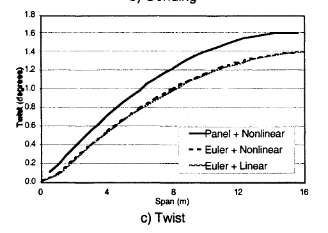 b) Bending
1.8
1.6
1.4
1.2
1.0
0.8
0.6
0.4
0.2
0.0
Twist (degrees)
Panel + Nonlinear
Euler + Nonlinear
Euler + Linear
0 4 8 12 16
Span (m)
c) Twist